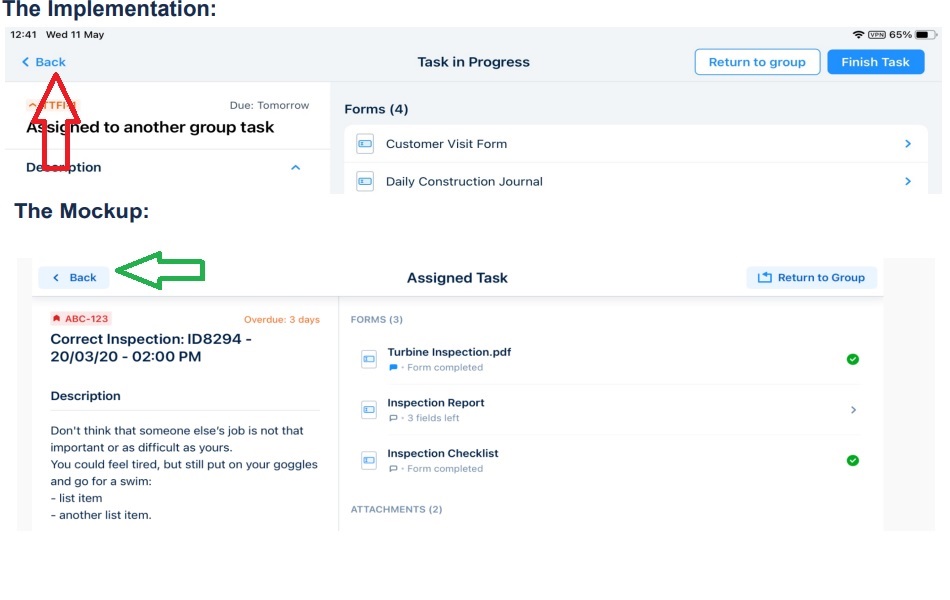 The Implementation:
12:41 Wed 11 May
VPN 65%
Back
Task in Progress
Return to group
Finish Task
Due: Tomorrow
Assigned to another group task
Description
Forms (4)
Customer Visit Form
Daily Construction Journal
The Mockup:
Back
Assigned Task
Return to Group
ABC-123
Overdue: 3 days
Correct Inspection: ID8294 -
20/03/20 - 02:00 PM
Description
Don't think that someone else's job is not that
important or as difficult as yours.
You could feel tired, but still put on your goggles
and go for a swim:
- list item
- another list item.
FORMS (3)
Turbine Inspection.pdf
- Form completed
Inspection Report
- 3 fields left
Inspection Checklist
- Form completed
ATTACHMENTS (2)